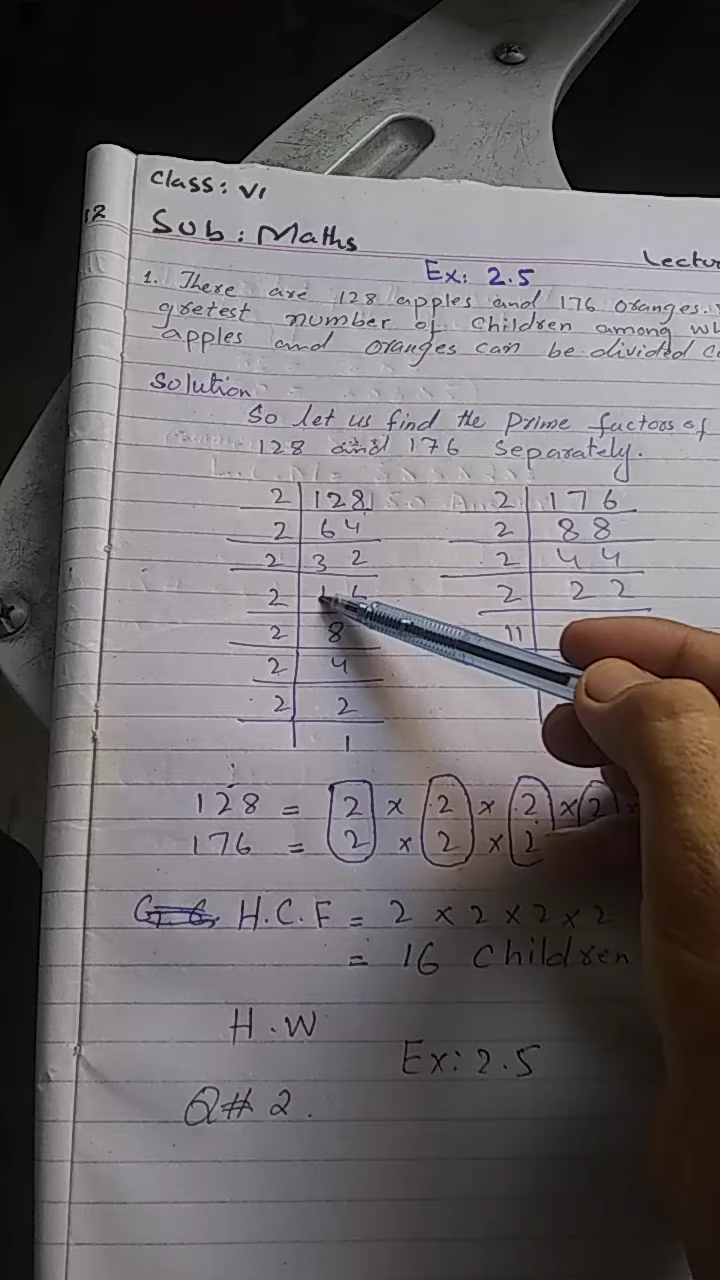 Class: VI
12
Sub: Maths
Lectu
Ex: 2.5
1. There are 128 apples and 176 oranges.
gretest number of Children among wh
apples and oranges can be divided
Solution
So let us find the Prime factors of
128 and 176 Separately.
2 128 2 176
2 64 2 88
2 32 2 44
2 2 22
2 8 11
2 4
2 2
1
128 = 2 × 2 × 2 × 2 ×
176 = 2 × 2 × 2
H.C.F = 2 × 2 × 2 × 2
= 16 Children
H.W
Ex: 2.5
Q# 2.